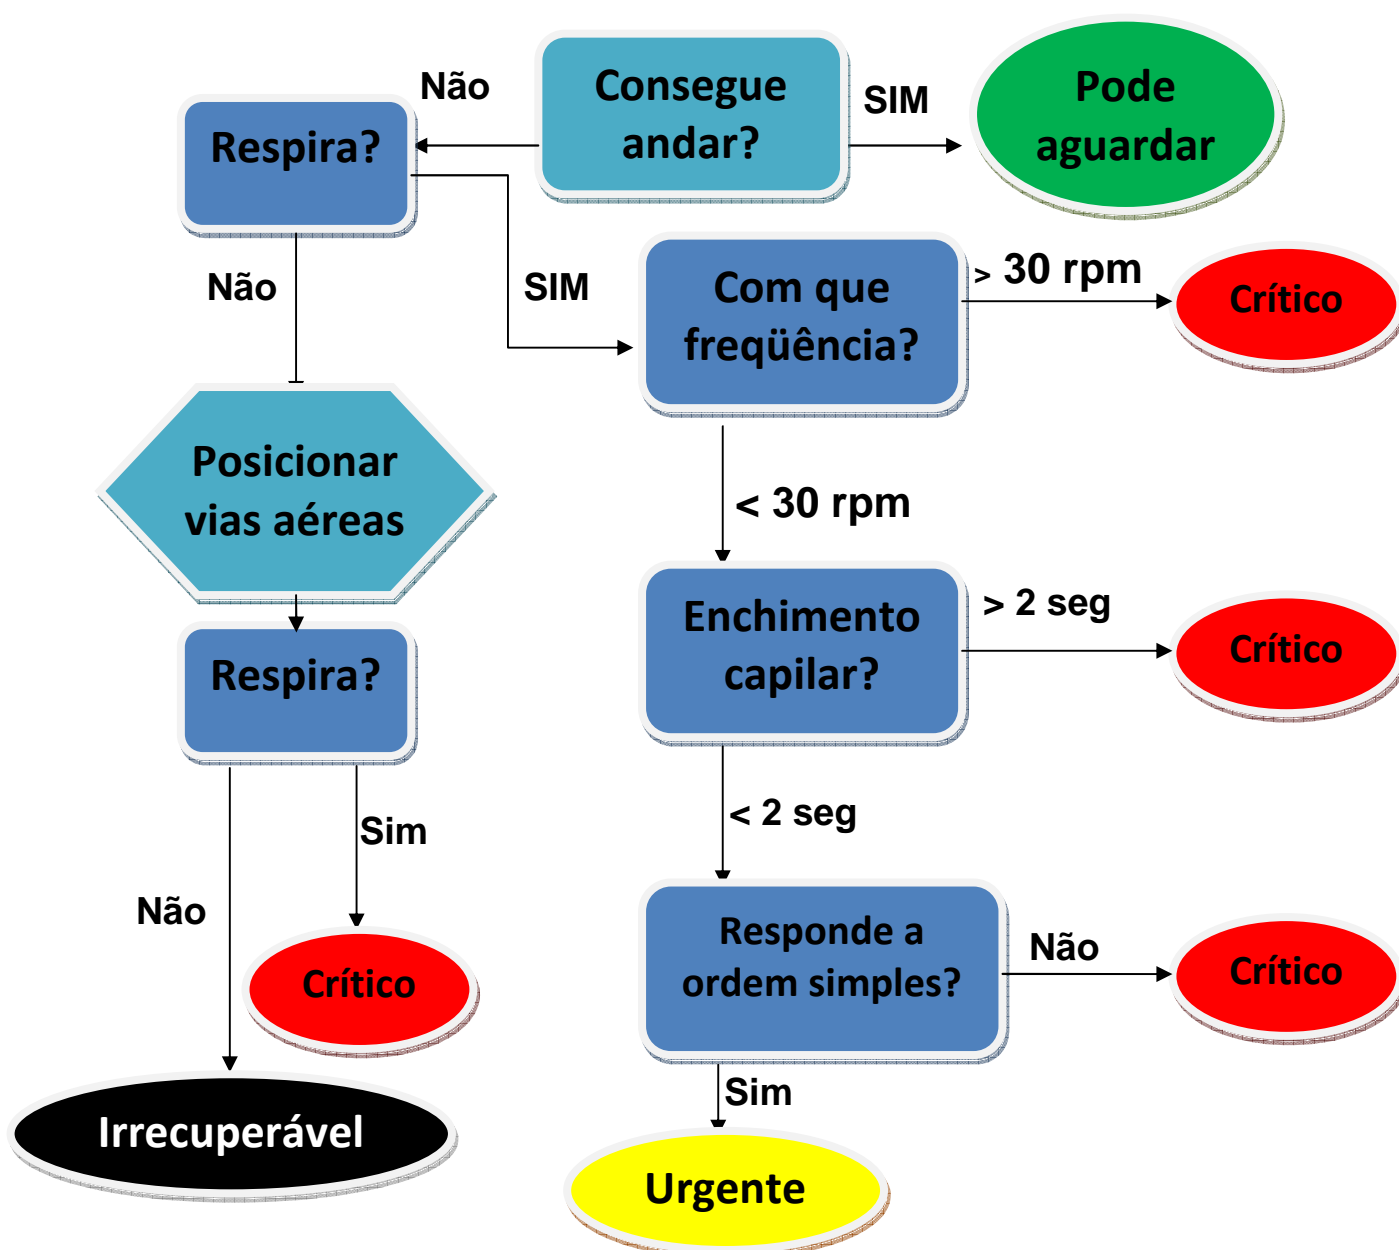 Não
Consegue
andar?
SIM
Pode
aguardar
Respira?
Não
SIM
Com que
freqüência?
> 30 rpm
Crítico
Posicionar
vias aéreas
< 30 rpm
Enchimento
capilar?
> 2 seg
Crítico
Respira?
Sim
Não
< 2 seg
Crítico
Responde a
ordem simples?
Não
Crítico
Irrecuperável
Sim
Urgente